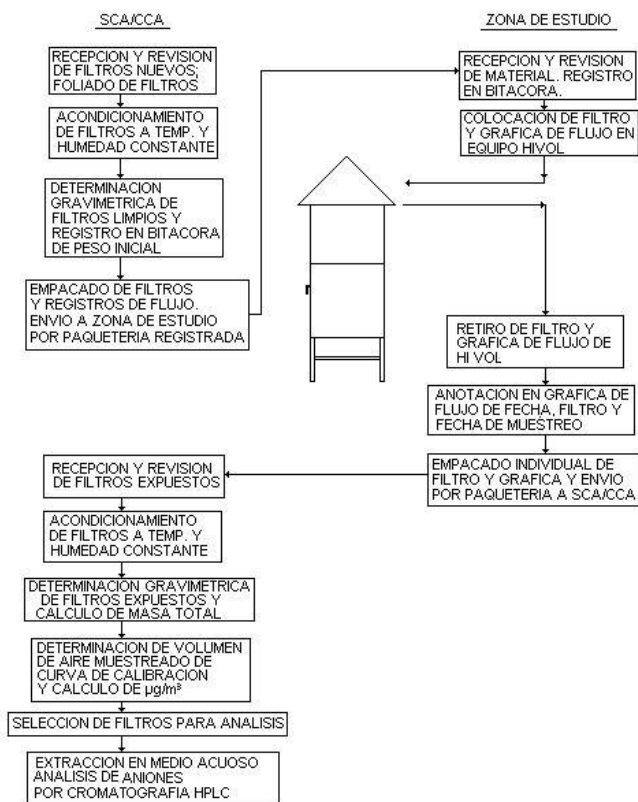 SCA/CCA
RECEPCION Y REVISION
DE FILTROS NUEVOS;
FOLIADO DE FILTROS
ACONDICIONAMIENTO
DE FILTROS A TEMP. Y
HUMEDAD CONSTANTE
DETERMINACION
GRAVIMETRICA DE
FILTROS LIMPIOS Y
REGISTRO EN BITACORA
DE PESO INICIAL
EMPACADO DE FILTROS
Y REGISTROS DE FLUJO.
ENVIO A ZONA DE ESTUDIO
POR PAQUETERIA REGISTRADA
ZONA DE ESTUDIO
RECEPCION Y REVISION
DE MATERIAL. REGISTRO
EN BITACORA.
COLOCACIÓN DE FILTRO
Y GRAFICA DE FLUJO EN
EQUIPO HIVOL
RETIRO DE FILTRO Y
GRAFICA DE FLUJO DE
HI VOL
ANOTACION EN GRAFICA DE
FLUJO DE FECHA, FILTRO Y
FECHA DE MUESTREO
EMPACADO INDIVIDUAL DE
FILTRO Y GRAFICA Y ENVIO
POR PAQUETERIA A SCA/CCA
RECEPCION Y REVISION
DE FILTROS EXPUESTOS
ACONDICIONAMIENTO
DE FILTROS A TEMP. Y
HUMEDAD CONSTANTE
DETERMINACION GRAVIMETRICA
DE FILTROS EXPUESTOS Y
CALCULO DE MASA TOTAL
DETERMINACION DE VOLUMEN
DE AIRE MUESTREADO DE
CURVA DE CALIBRACION
Y CALCULO DE µg/m³
SELECCION DE FILTROS PARA ANALISIS
EXTRACCION EN MEDIO ACUOSO
ANALISIS DE ANIONES
POR CROMATOGRAFIA HPLC